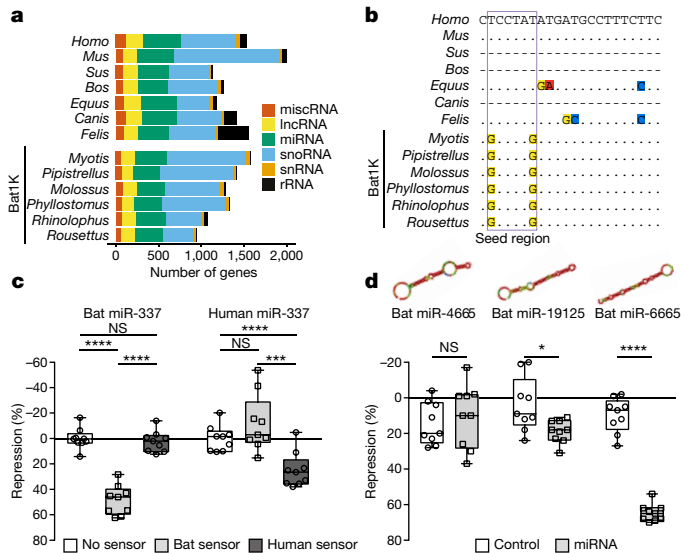 a
Homo
Mus
Sus
Bos
Equus
Canis
Felis
Myotis
Pipistrellus
Molossus
Phyllostomus
Rhinolophus
Rousettus
Bat1K
0 500 1,000 1,500 2,000
Number of genes
miscRNA
lncRNA
miRNA
snoRNA
snRNA
rRNA
b
Homo CTCCTATATGATGCCTTTCTTC
Mus ......................
Sus ----------------------
Bos ----------------------
Equus .......GA...........C..
Canis ----------------------
Felis ..........GC........C..
Myotis .G....G...............
Pipistrellus .G....G...............
Molossus .G....G...............
Phyllostomus .G....G...............
Rhinolophus .G....G...............
Rousettus .G....G...............
Bat1K
Seed region
c
Bat miR-337 Human miR-337
NS ****
**** **** NS ***
Repression (%)
−60
−40
−20
0
20
40
60
80
No sensor Bat sensor Human sensor
d
Bat miR-4665 Bat miR-19125 Bat miR-6665
NS * ****
Repression (%)
−20
0
20
40
60
80
Control miRNA